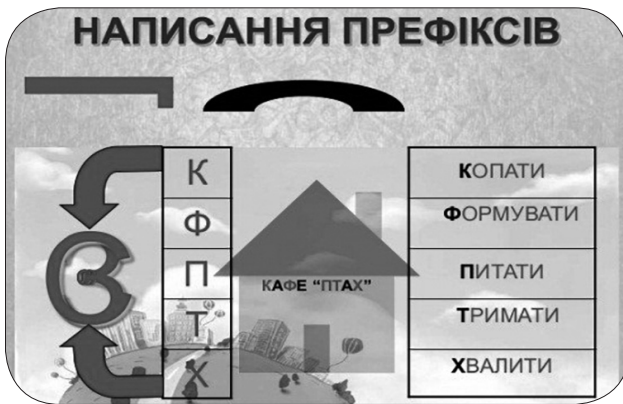 НАПИСАННЯ ПРЕФІКСІВ
К
Ф
П
Т
Х
З
КАФЕ "ПТАХ"
КОПАТИ
ФОРМУВАТИ
ПИТАТИ
ТРИМАТИ
ХВАЛИТИ